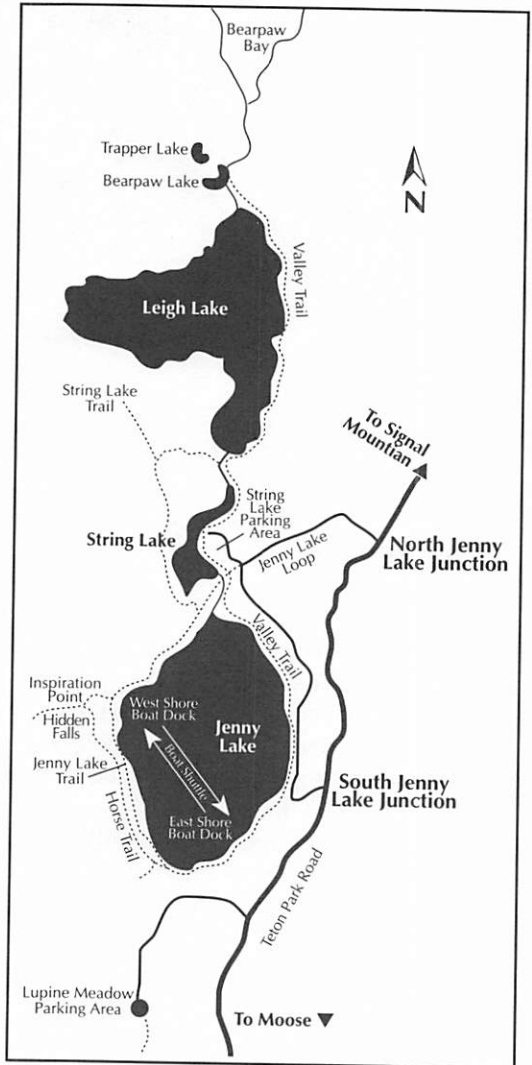 Bearpaw
Bay
Trapper Lake
Bearpaw Lake
N
Valley Trail
Leigh Lake
String Lake
Trail
To Signal
Mountian
String
Lake
Parking
Area
String Lake
Jenny Lake
Loop
North Jenny
Lake Junction
Valley Trail
Inspiration
Point
West Shore
Boat Dock
Hidden
Falls
Jenny
Lake
Jenny Lake
Trail
Boat Shuttle
South Jenny
Lake Junction
East Shore
Boat Dock
Horse Trail
Teton Park Road
Lupine Meadow
Parking Area
To Moose